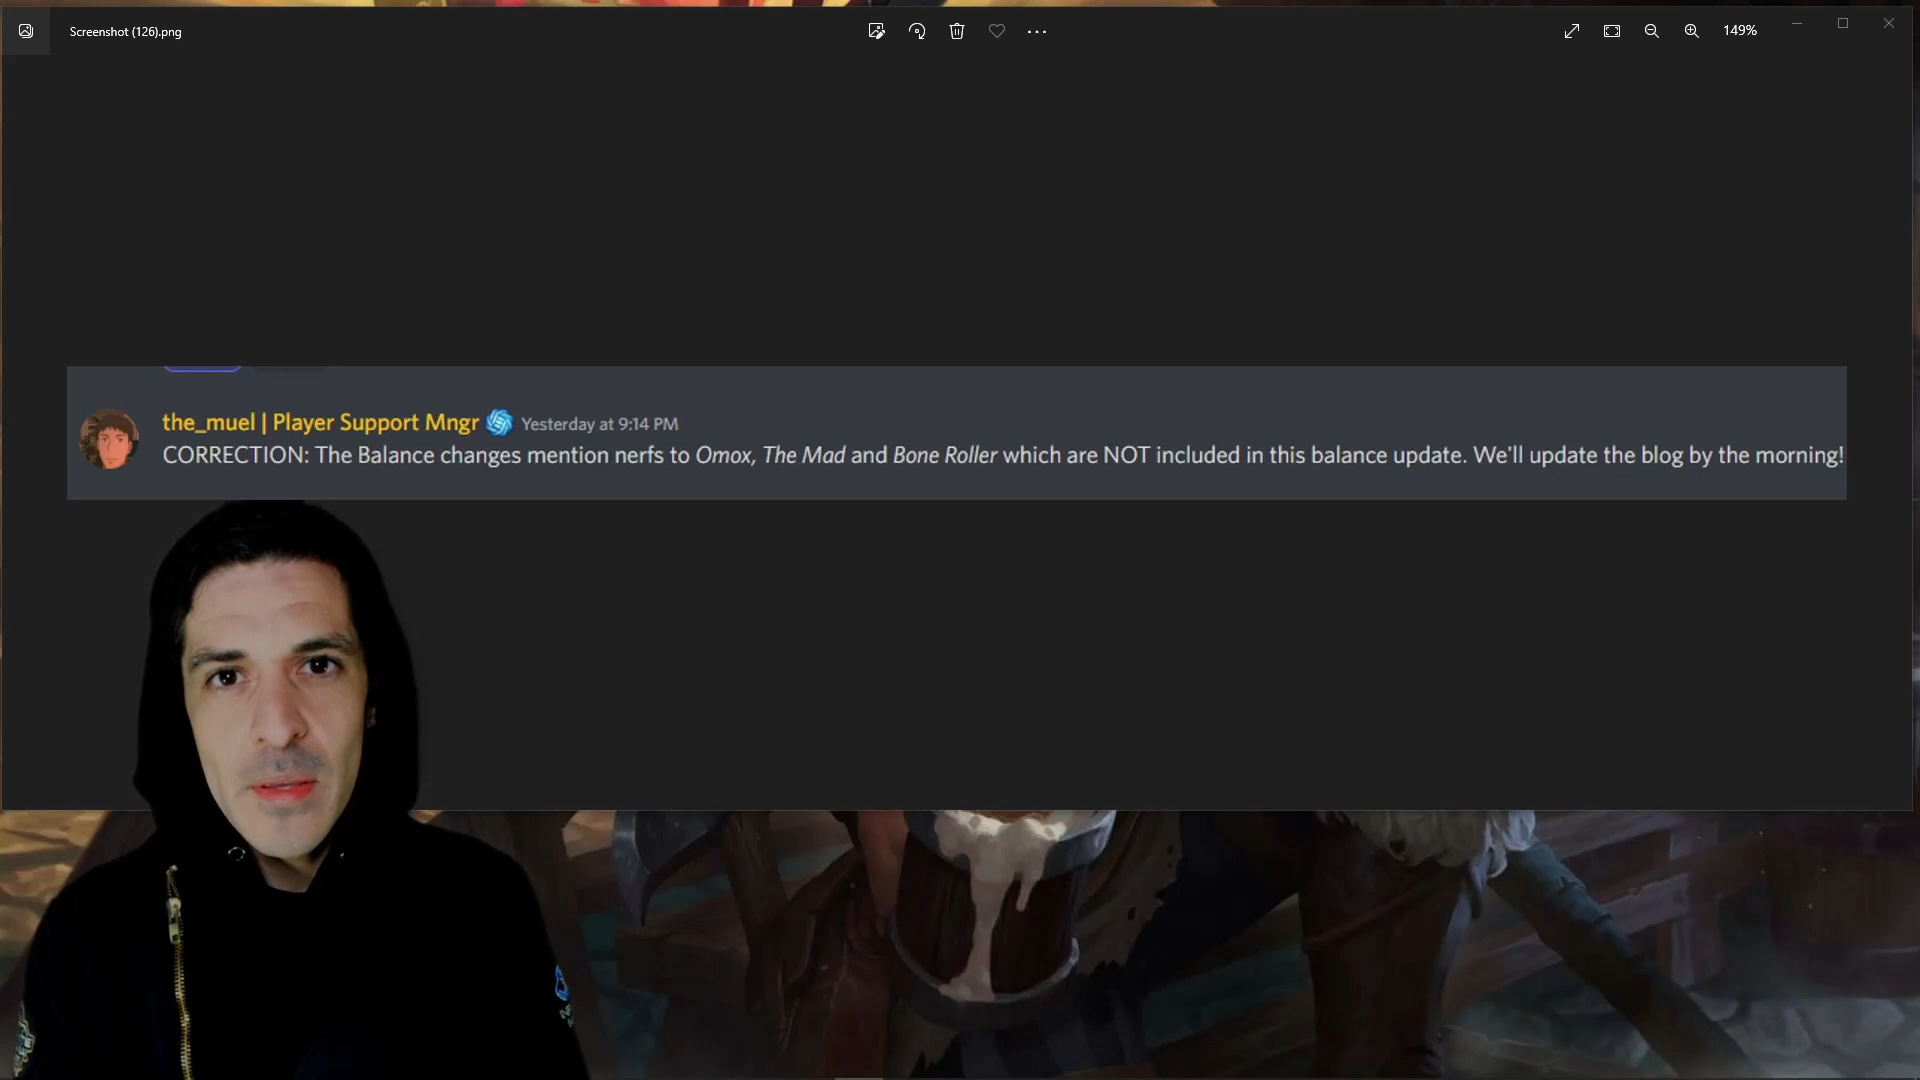 Screenshot (126).png
149%
the_muel | Player Support Mngr Yesterday at 9:14 PM
CORRECTION: The Balance changes mention nerfs to Omox, The Mad and Bone Roller which are NOT included in this balance update. We'll update the blog by the morning!